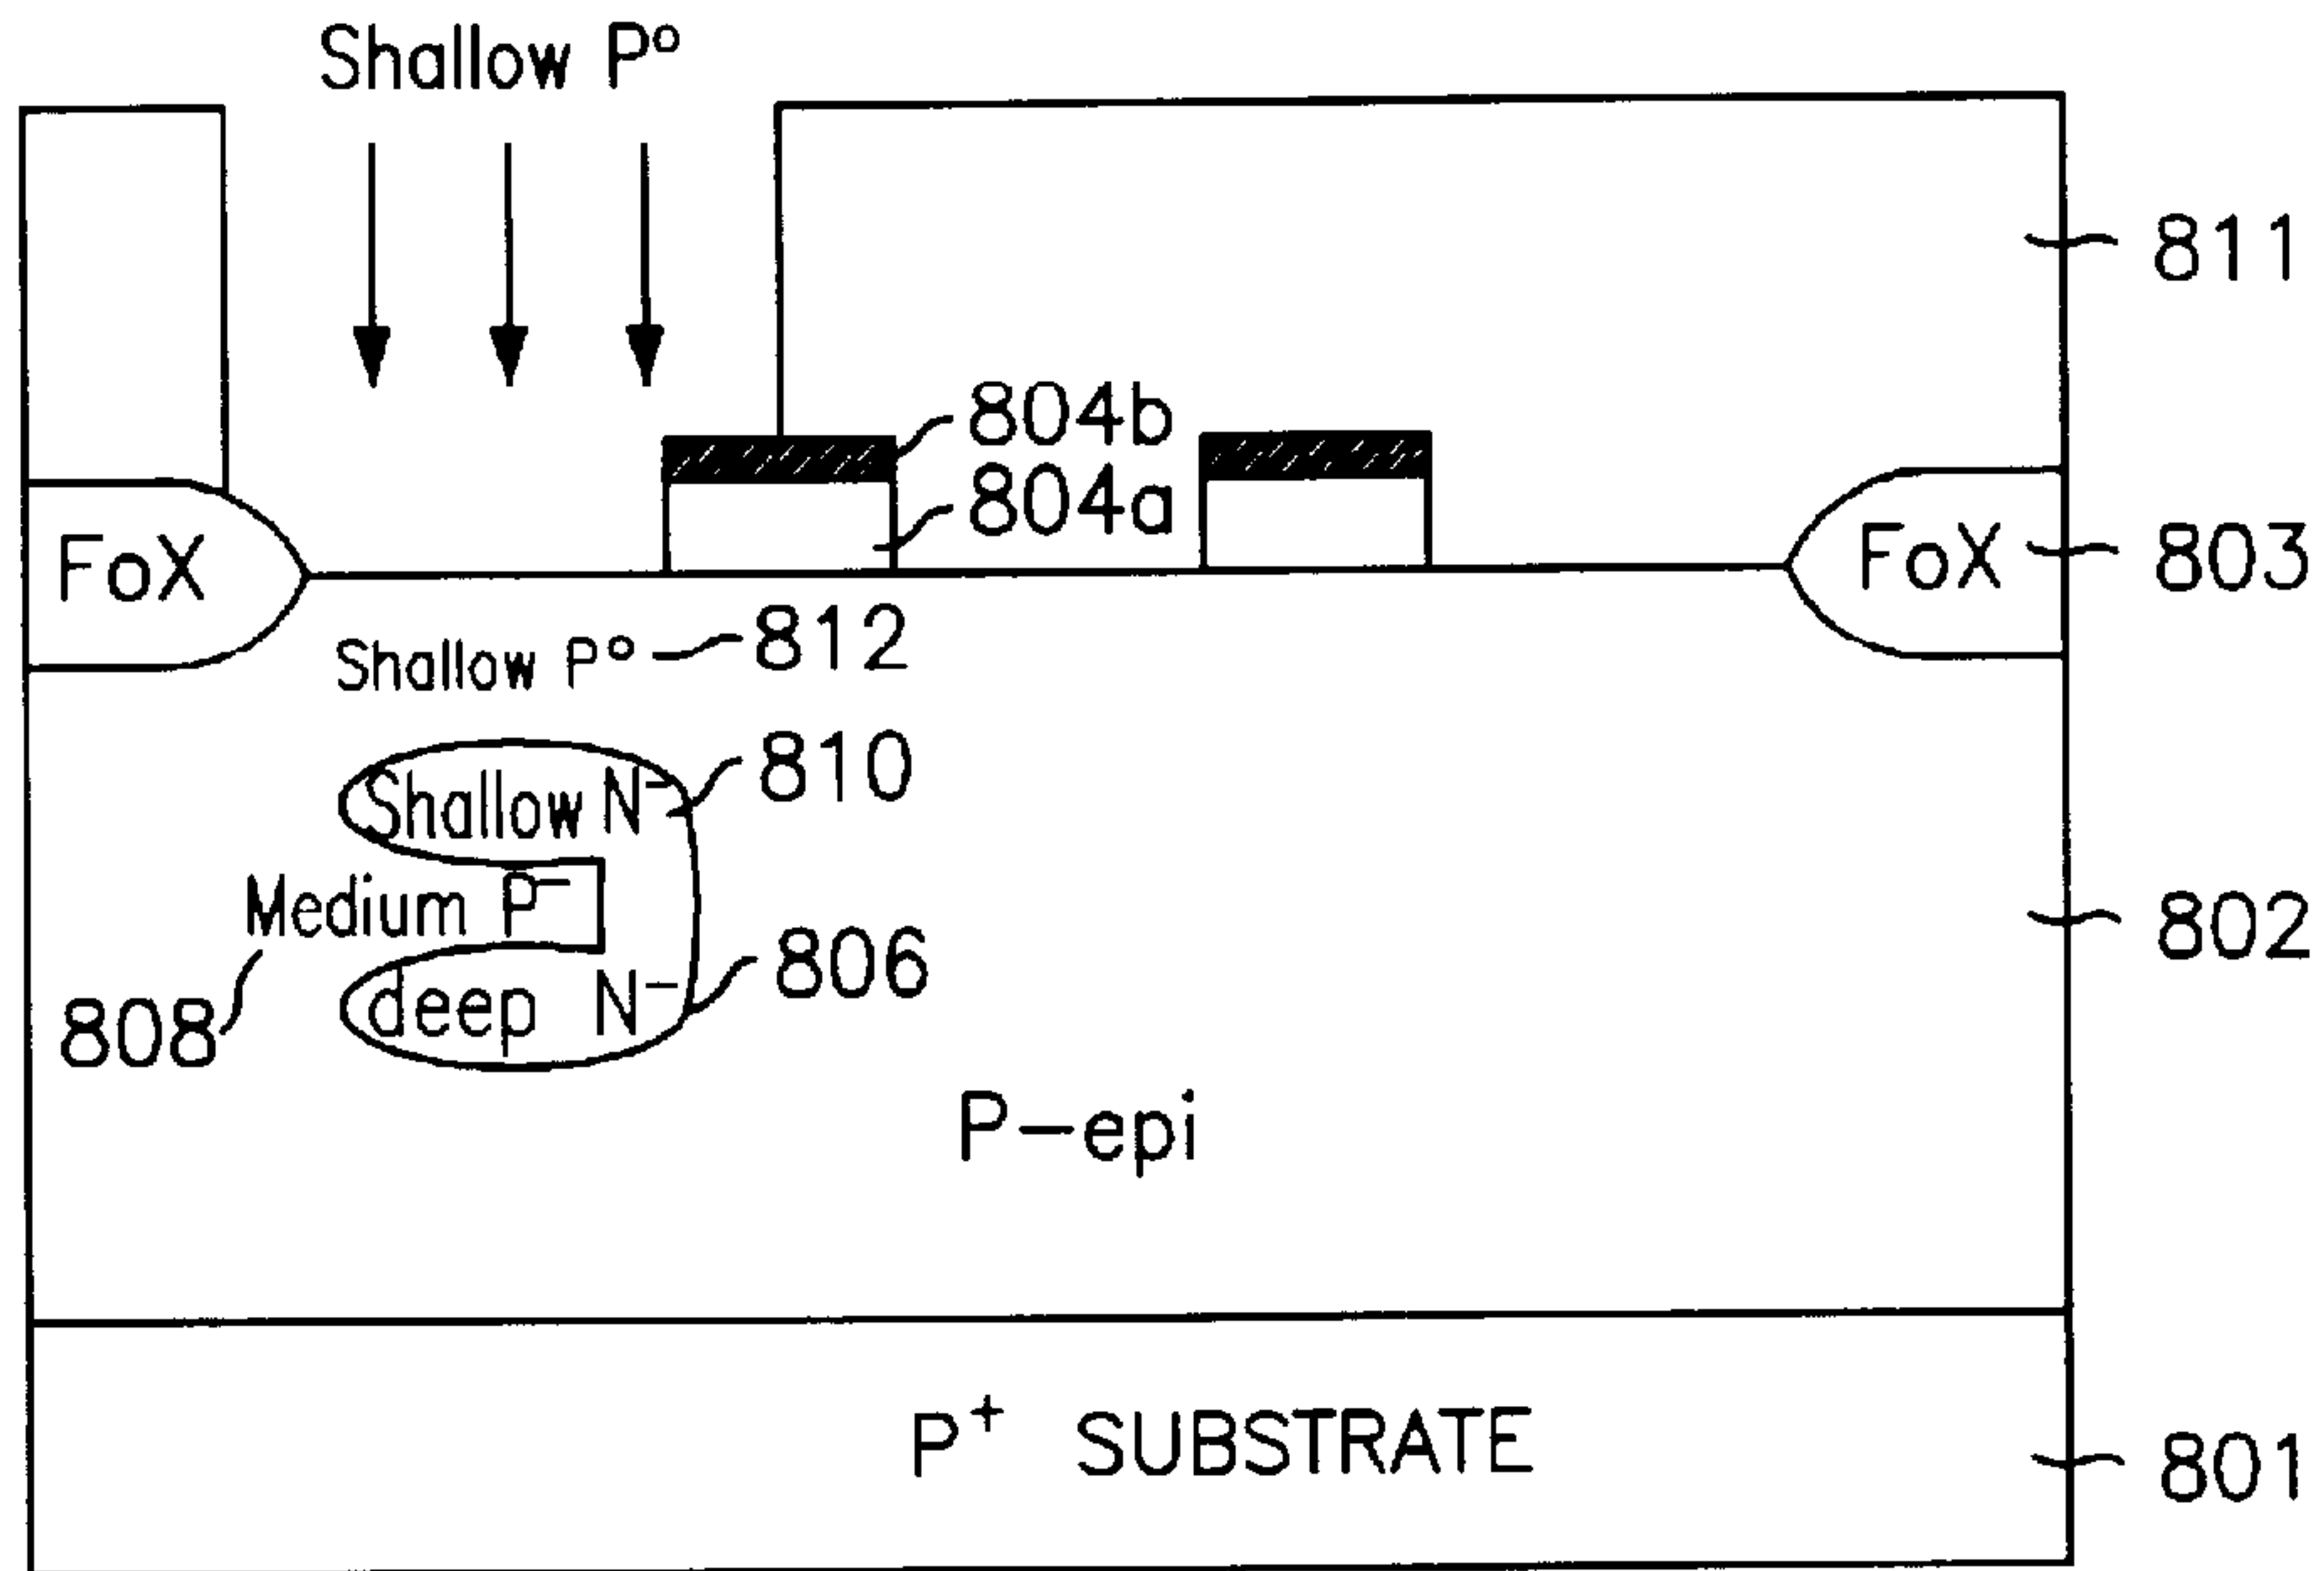 Shallow P°
811
804b
804a
FoX
FoX
803
Shallow P° 812
Shallow N⁻ 810
Medium P⁻
802
deep N⁻ 806
808
P-epi
P⁺ SUBSTRATE
801